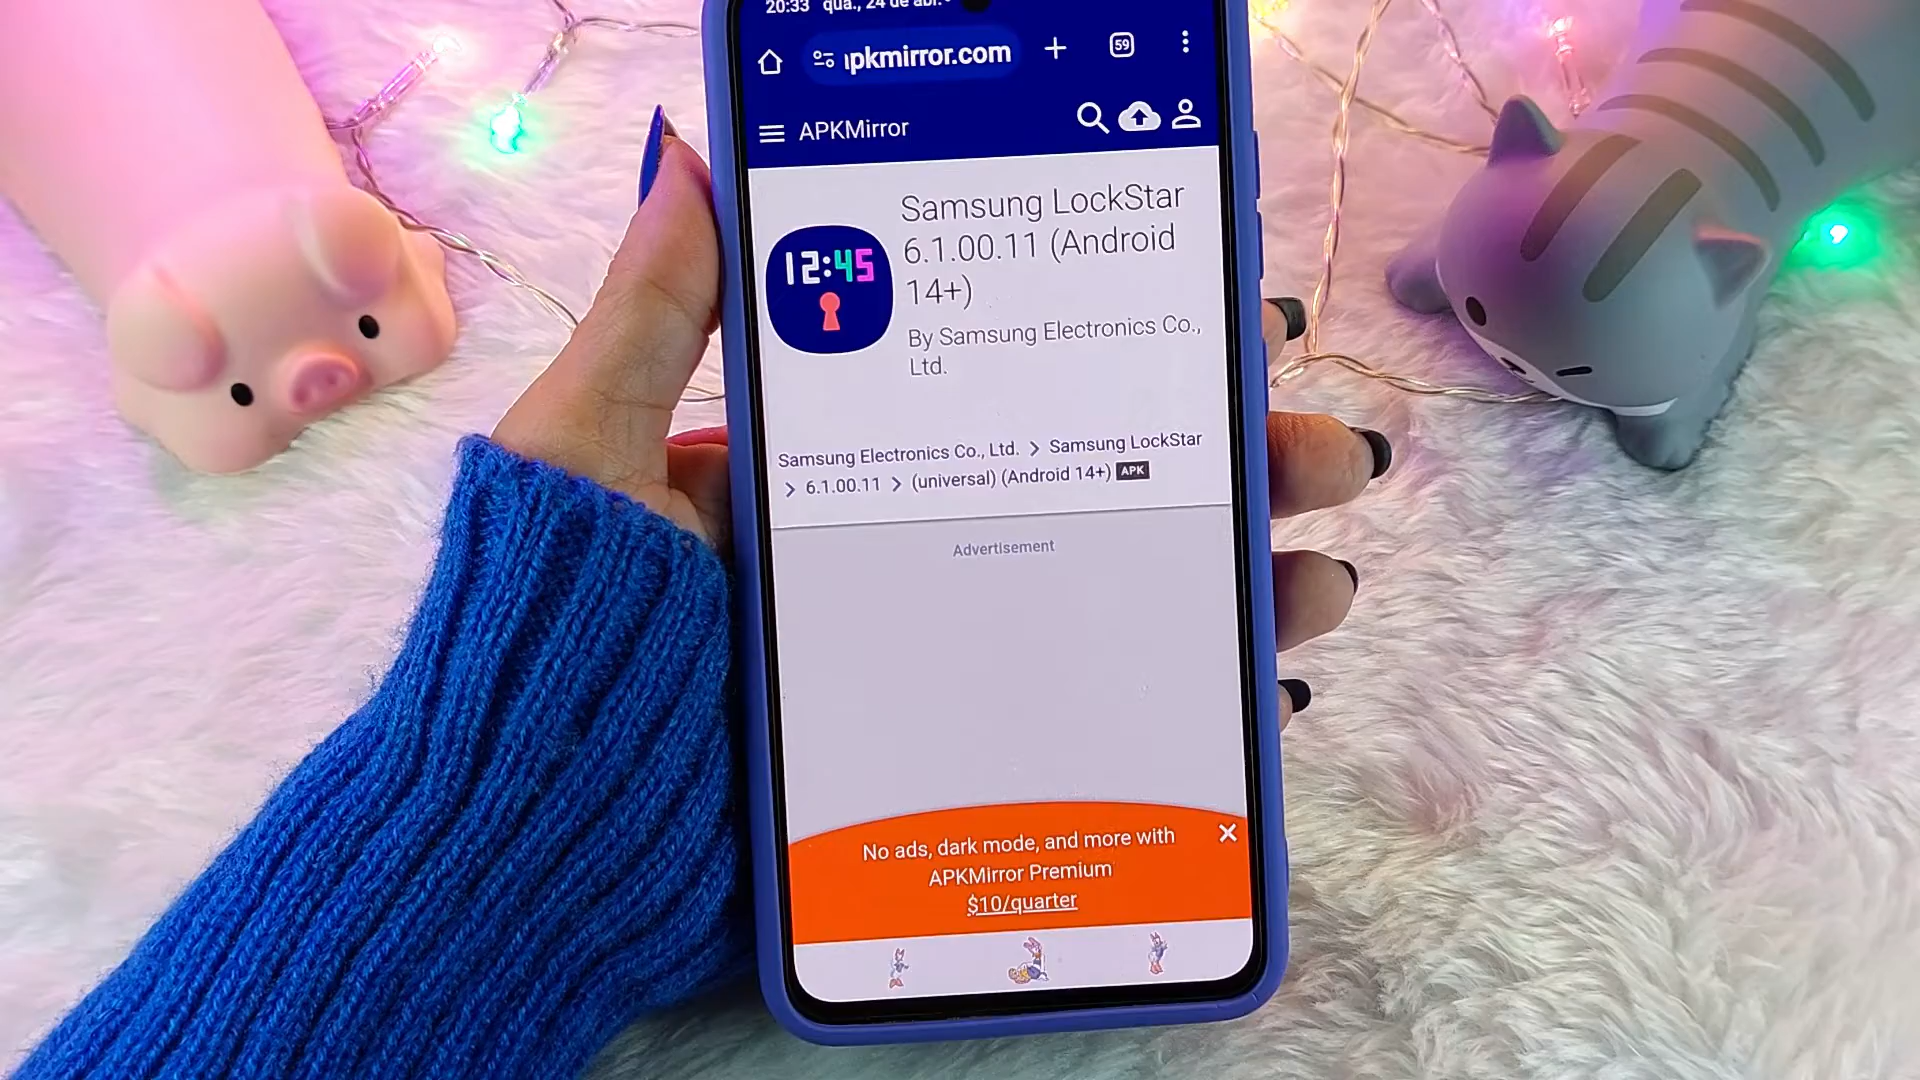 20:33 qua., 24 de abr.
pkmirror.com
59
APKMirror
12:45
Samsung LockStar
6.1.00.11 (Android
14+)
By Samsung Electronics Co.,
Ltd.
Samsung Electronics Co., Ltd. > Samsung LockStar
> 6.1.00.11 > (universal) (Android 14+) APK
Advertisement
No ads, dark mode, and more with
APKMirror Premium
$10/quarter